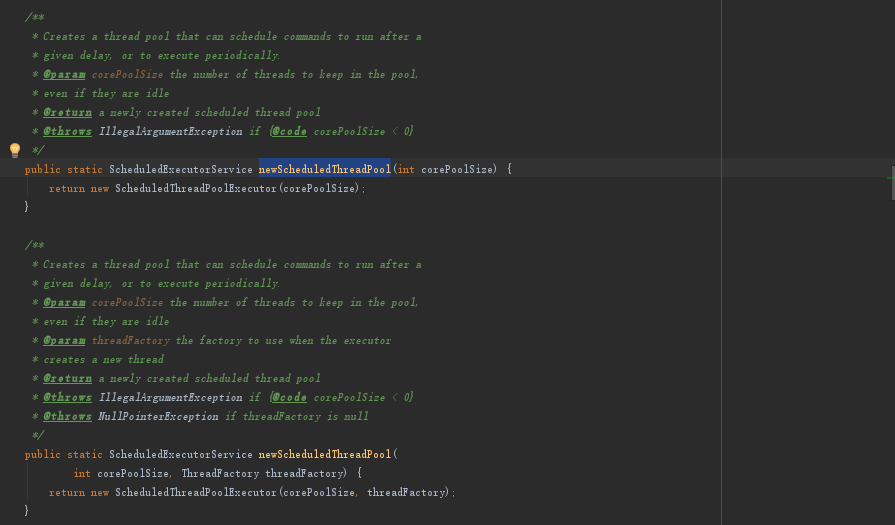 /**
 * Creates a thread pool that can schedule commands to run after a
 * given delay, or to execute periodically.
 * @param corePoolSize the number of threads to keep in the pool,
 * even if they are idle
 * @return a newly created scheduled thread pool
 * @throws IllegalArgumentException if {@code corePoolSize < 0}
 */
public static ScheduledExecutorService newScheduledThreadPool(int corePoolSize) {
    return new ScheduledThreadPoolExecutor(corePoolSize);
}

/**
 * Creates a thread pool that can schedule commands to run after a
 * given delay, or to execute periodically.
 * @param corePoolSize the number of threads to keep in the pool,
 * even if they are idle
 * @param threadFactory the factory to use when the executor
 * creates a new thread
 * @return a newly created scheduled thread pool
 * @throws IllegalArgumentException if {@code corePoolSize < 0}
 * @throws NullPointerException if threadFactory is null
 */
public static ScheduledExecutorService newScheduledThreadPool(
        int corePoolSize, ThreadFactory threadFactory) {
    return new ScheduledThreadPoolExecutor(corePoolSize, threadFactory);
}